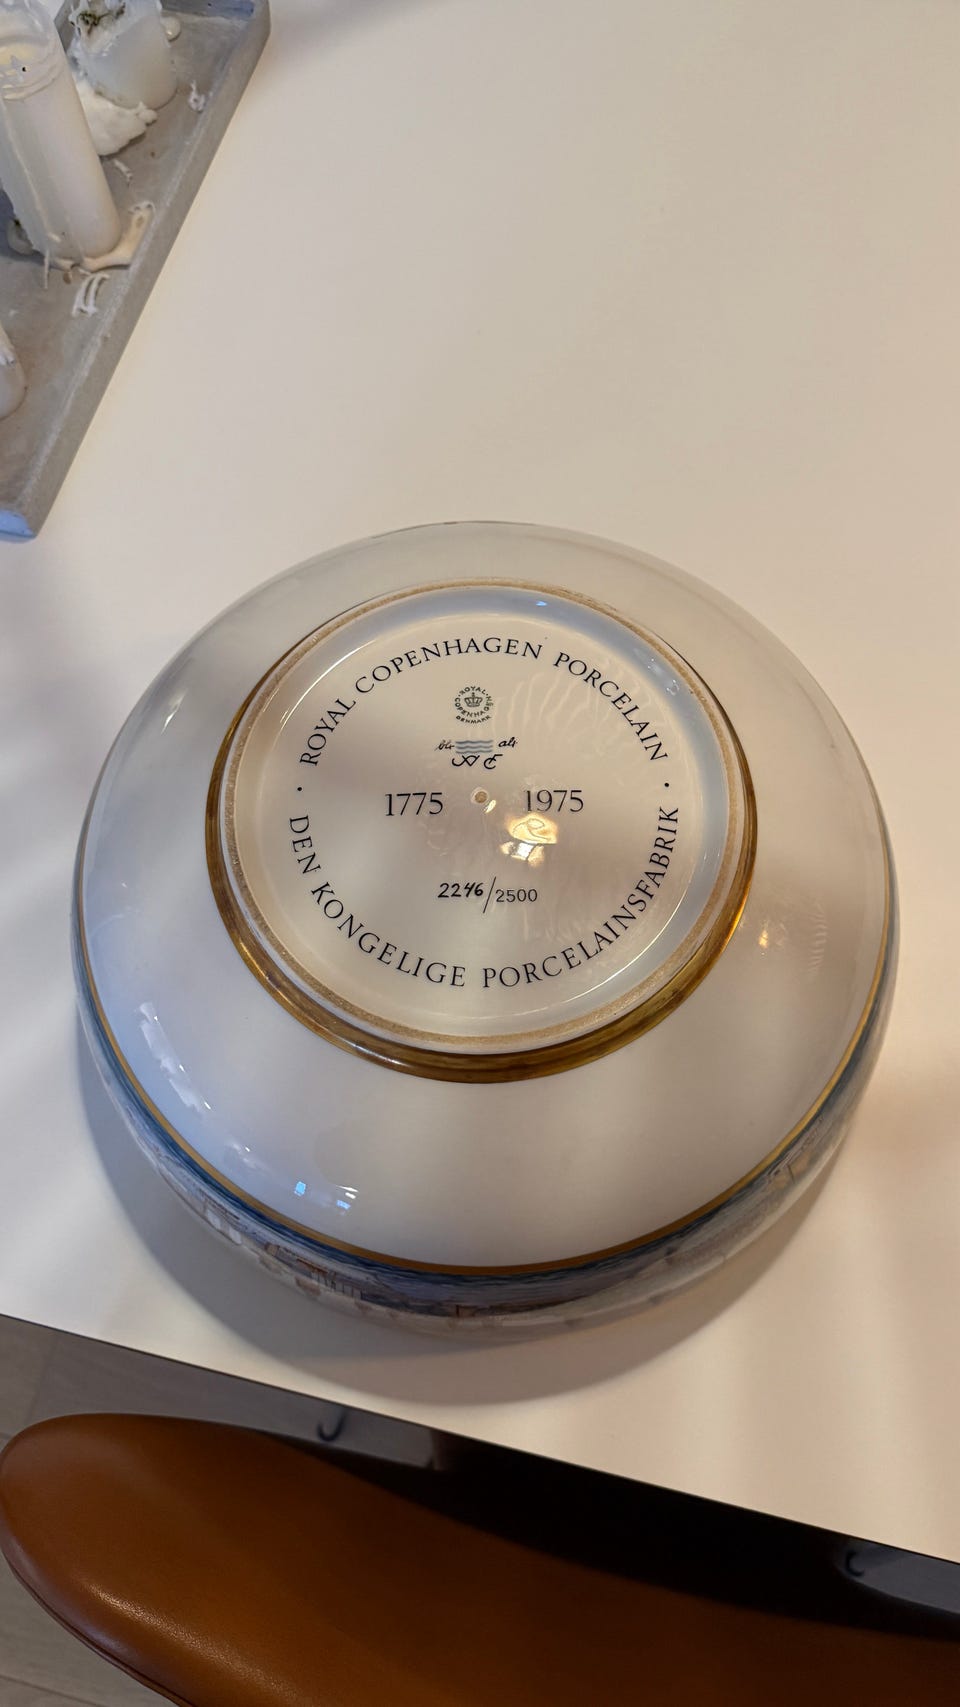 ROYAL COPENHAGEN PORCELAIN
ROYAL COPENHAGEN
DENMARK
1775 1975
2246/2500
DEN KONGELIGE PORCELAINSFABRIK